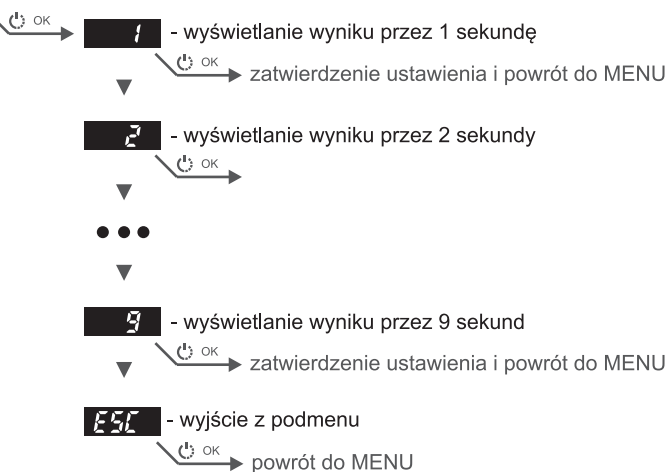 OK 1 - wyświetlanie wyniku przez 1 sekundę
OK zatwierdzenie ustawienia i powrót do MENU
2 - wyświetlanie wyniku przez 2 sekundy
OK
9 - wyświetlanie wyniku przez 9 sekund
OK zatwierdzenie ustawienia i powrót do MENU
ESC - wyjście z podmenu
OK powrót do MENU